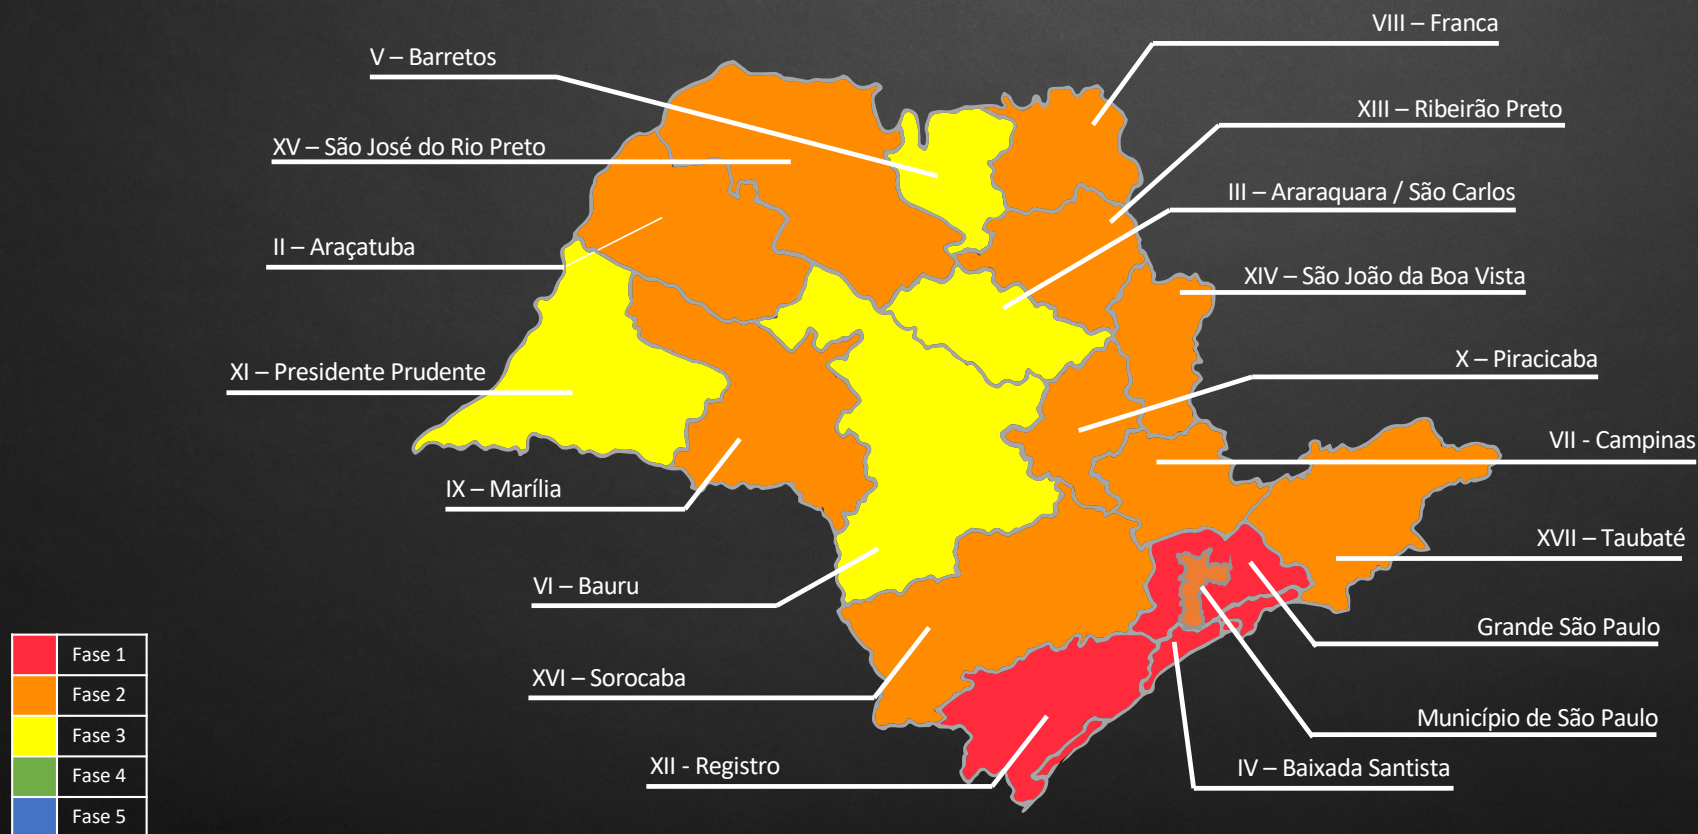 VIII – Franca
V – Barretos
XIII – Ribeirão Preto
XV – São José do Rio Preto
III – Araraquara / São Carlos
II – Araçatuba
XIV – São João da Boa Vista
XI – Presidente Prudente
X – Piracicaba
VII - Campinas
IX – Marília
XVII – Taubaté
VI – Bauru
Grande São Paulo
XVI – Sorocaba
Município de São Paulo
XII - Registro
IV – Baixada Santista
Fase 1
Fase 2
Fase 3
Fase 4
Fase 5